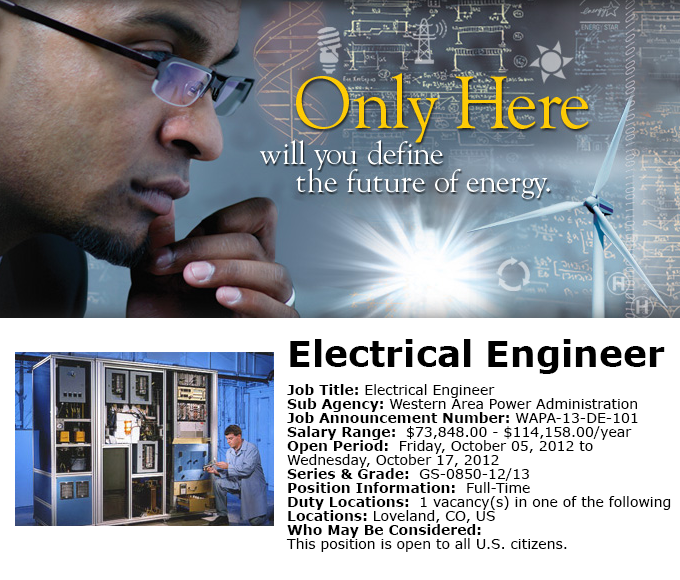 ENERGY STAR
Only Here
will you define
the future of energy.
H
H
Electrical Engineer
Job Title: Electrical Engineer
Sub Agency: Western Area Power Administration
Job Announcement Number: WAPA-13-DE-101
Salary Range:  $73,848.00 - $114,158.00/year
Open Period:  Friday, October 05, 2012 to
Wednesday, October 17, 2012
Series & Grade:  GS-0850-12/13
Position Information:  Full-Time
Duty Locations:  1 vacancy(s) in one of the following
Locations: Loveland, CO, US
Who May Be Considered:
This position is open to all U.S. citizens.